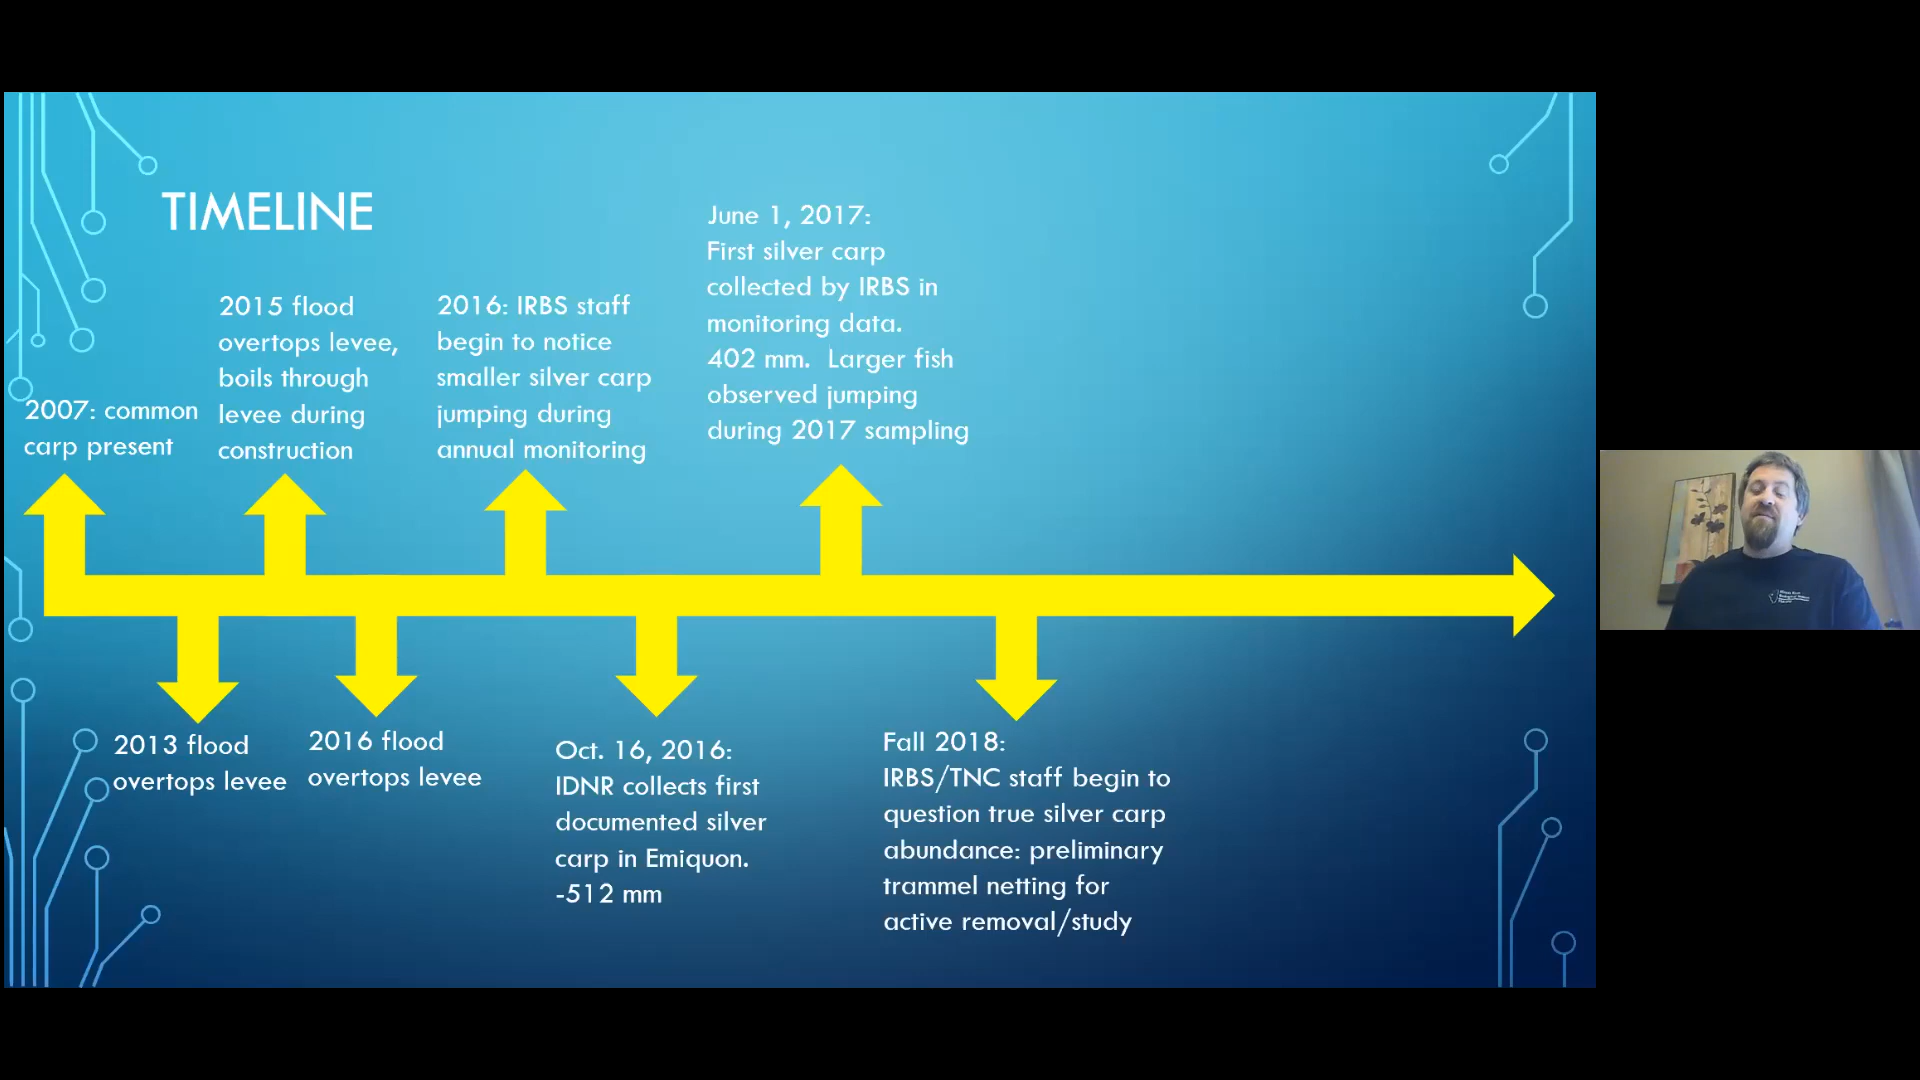 TIMELINE
2007: common
carp present
2015 flood
overtops levee,
boils through
levee during
construction
2016: IRBS staff
begin to notice
smaller silver carp
jumping during
annual monitoring
June 1, 2017:
First silver carp
collected by IRBS in
monitoring data.
402 mm.  Larger fish
observed jumping
during 2017 sampling
2013 flood
overtops levee
2016 flood
overtops levee
Oct. 16, 2016:
IDNR collects first
documented silver
carp in Emiquon.
-512 mm
Fall 2018:
IRBS/TNC staff begin to
question true silver carp
abundance: preliminary
trammel netting for
active removal/study